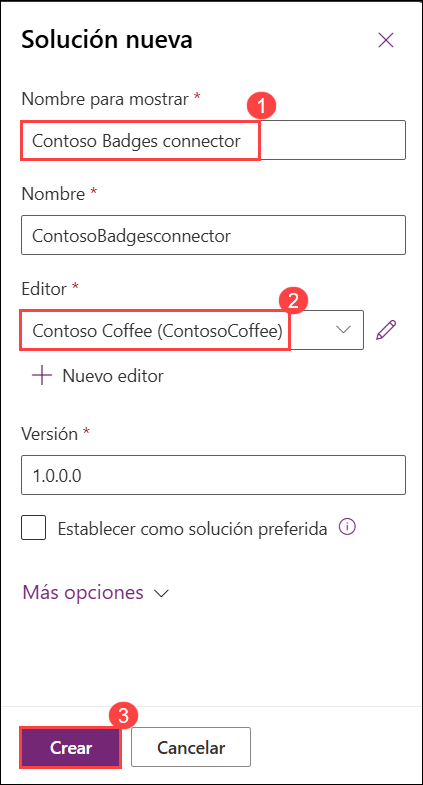 Solución nueva
Nombre para mostrar *
1
Contoso Badges connector
Nombre *
ContosoBadgesconnector
Editor *
2
Contoso Coffee (ContosoCoffee)
Nuevo editor
Versión *
1.0.0.0
Establecer como solución preferida
Más opciones
3
Crear Cancelar